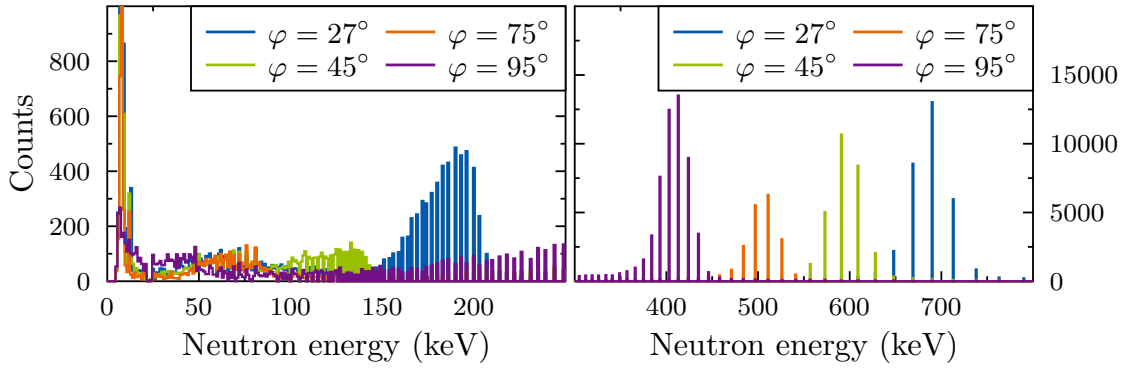 φ = 27° φ = 75°
φ = 45° φ = 95°
Counts
0
200
400
600
800
0 50 100 150 200
Neutron energy (keV)
φ = 27° φ = 75°
φ = 45° φ = 95°
15000
10000
5000
0
400 500 600 700
Neutron energy (keV)